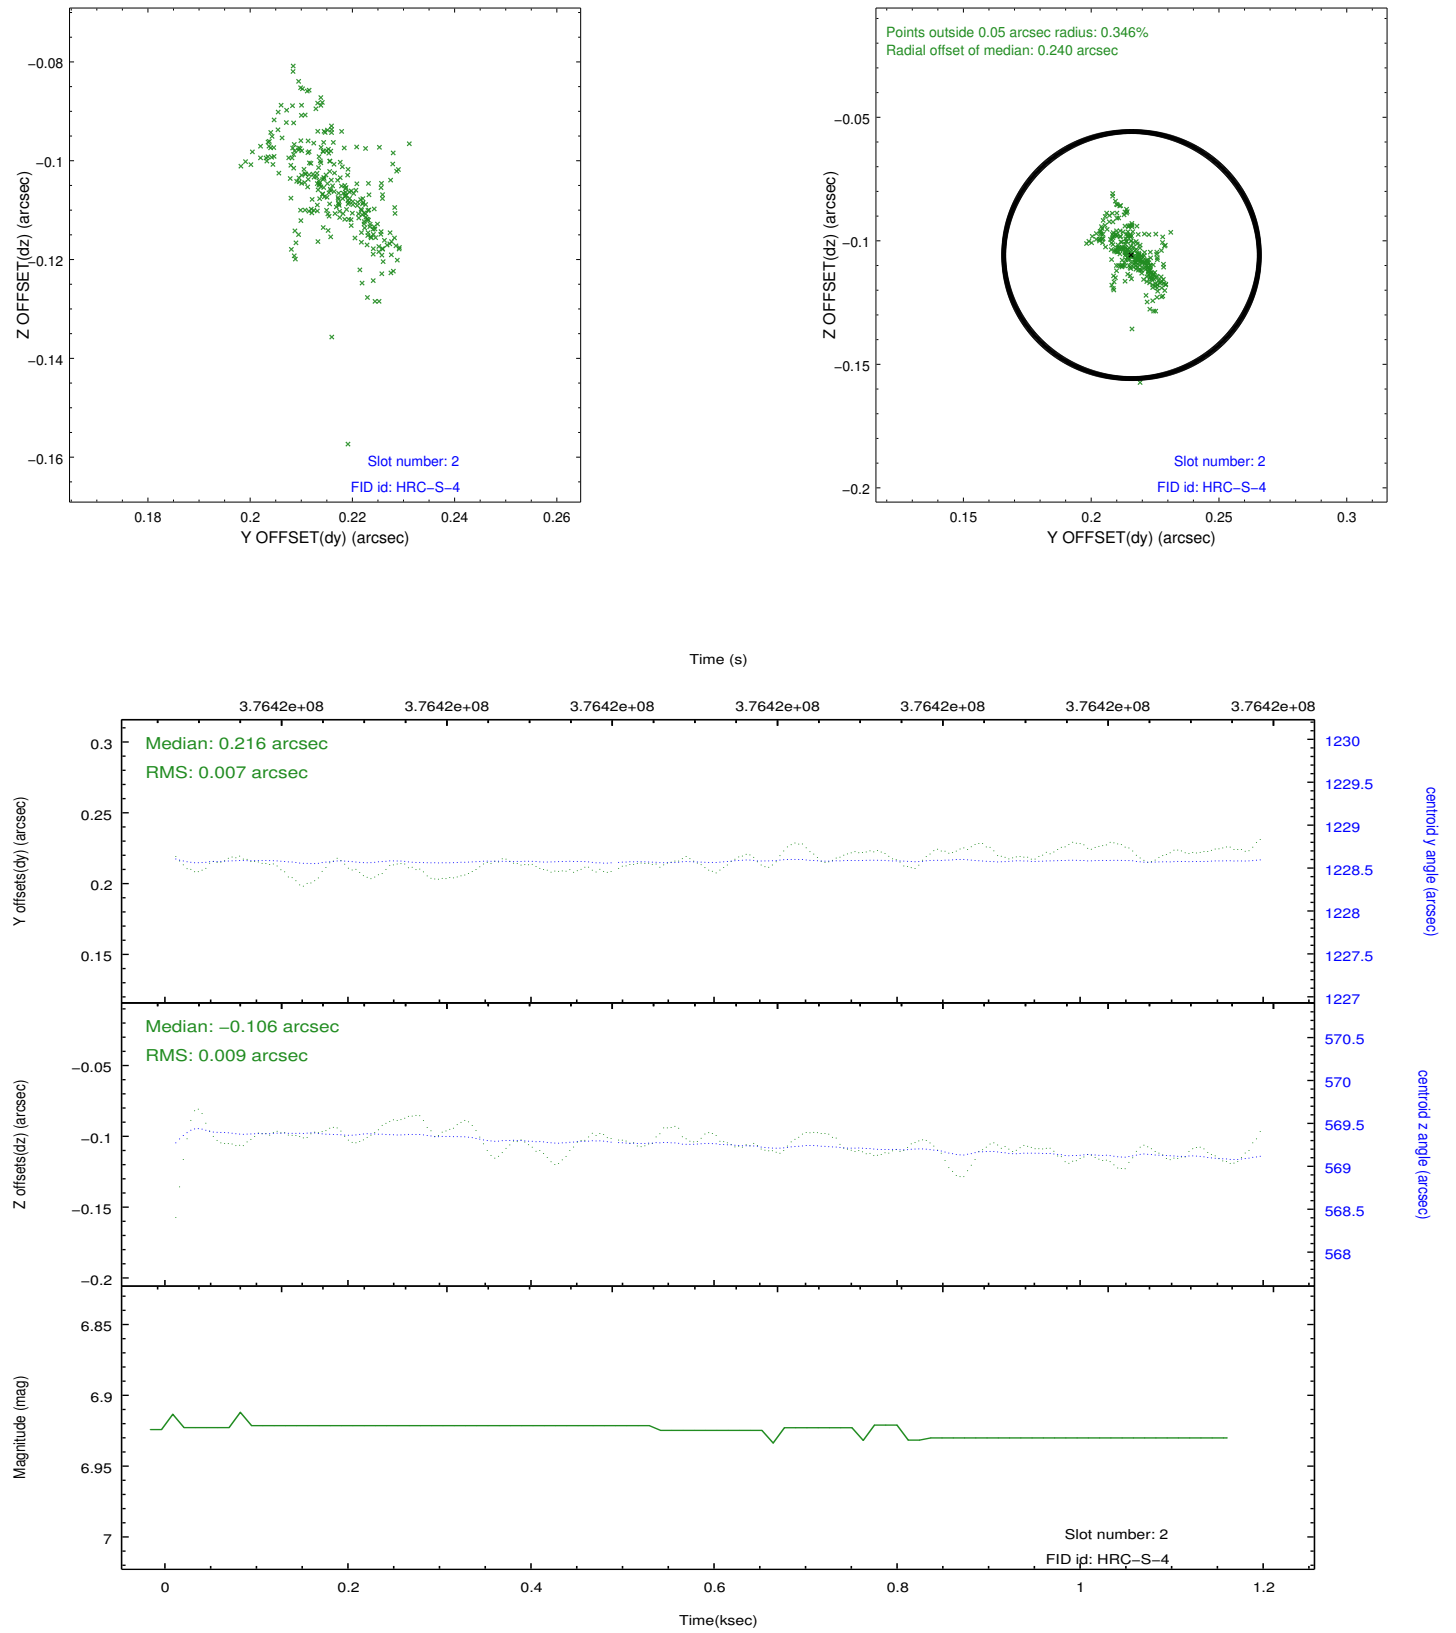 −0.08
−0.1
−0.12
−0.14
−0.16
Z OFFSET(dz) (arcsec)
Slot number: 2
FID id: HRC−S−4
0.18 0.2 0.22 0.24 0.26
Y OFFSET(dy) (arcsec)
Points outside 0.05 arcsec radius: 0.346%
Radial offset of median: 0.240 arcsec
−0.05
−0.1
−0.15
−0.2
Z OFFSET(dz) (arcsec)
Slot number: 2
FID id: HRC−S−4
0.15 0.2 0.25 0.3
Y OFFSET(dy) (arcsec)
Time (s)
3.7642e+08 3.7642e+08 3.7642e+08 3.7642e+08 3.7642e+08 3.7642e+08 3.7642e+08
Median: 0.216 arcsec
RMS: 0.007 arcsec
0.3
0.25
0.2
0.15
Y offsets(dy) (arcsec)
1230
1229.5
1229
1228.5
1228
1227.5
1227
centroid y angle (arcsec)
Median: −0.106 arcsec
RMS: 0.009 arcsec
−0.05
−0.1
−0.15
−0.2
Z offsets(dz) (arcsec)
570.5
570
569.5
569
568.5
568
centroid z angle (arcsec)
6.85
6.9
6.95
7
Magnitude (mag)
Slot number: 2
FID id: HRC−S−4
0 0.2 0.4 0.6 0.8 1 1.2
Time(ksec)